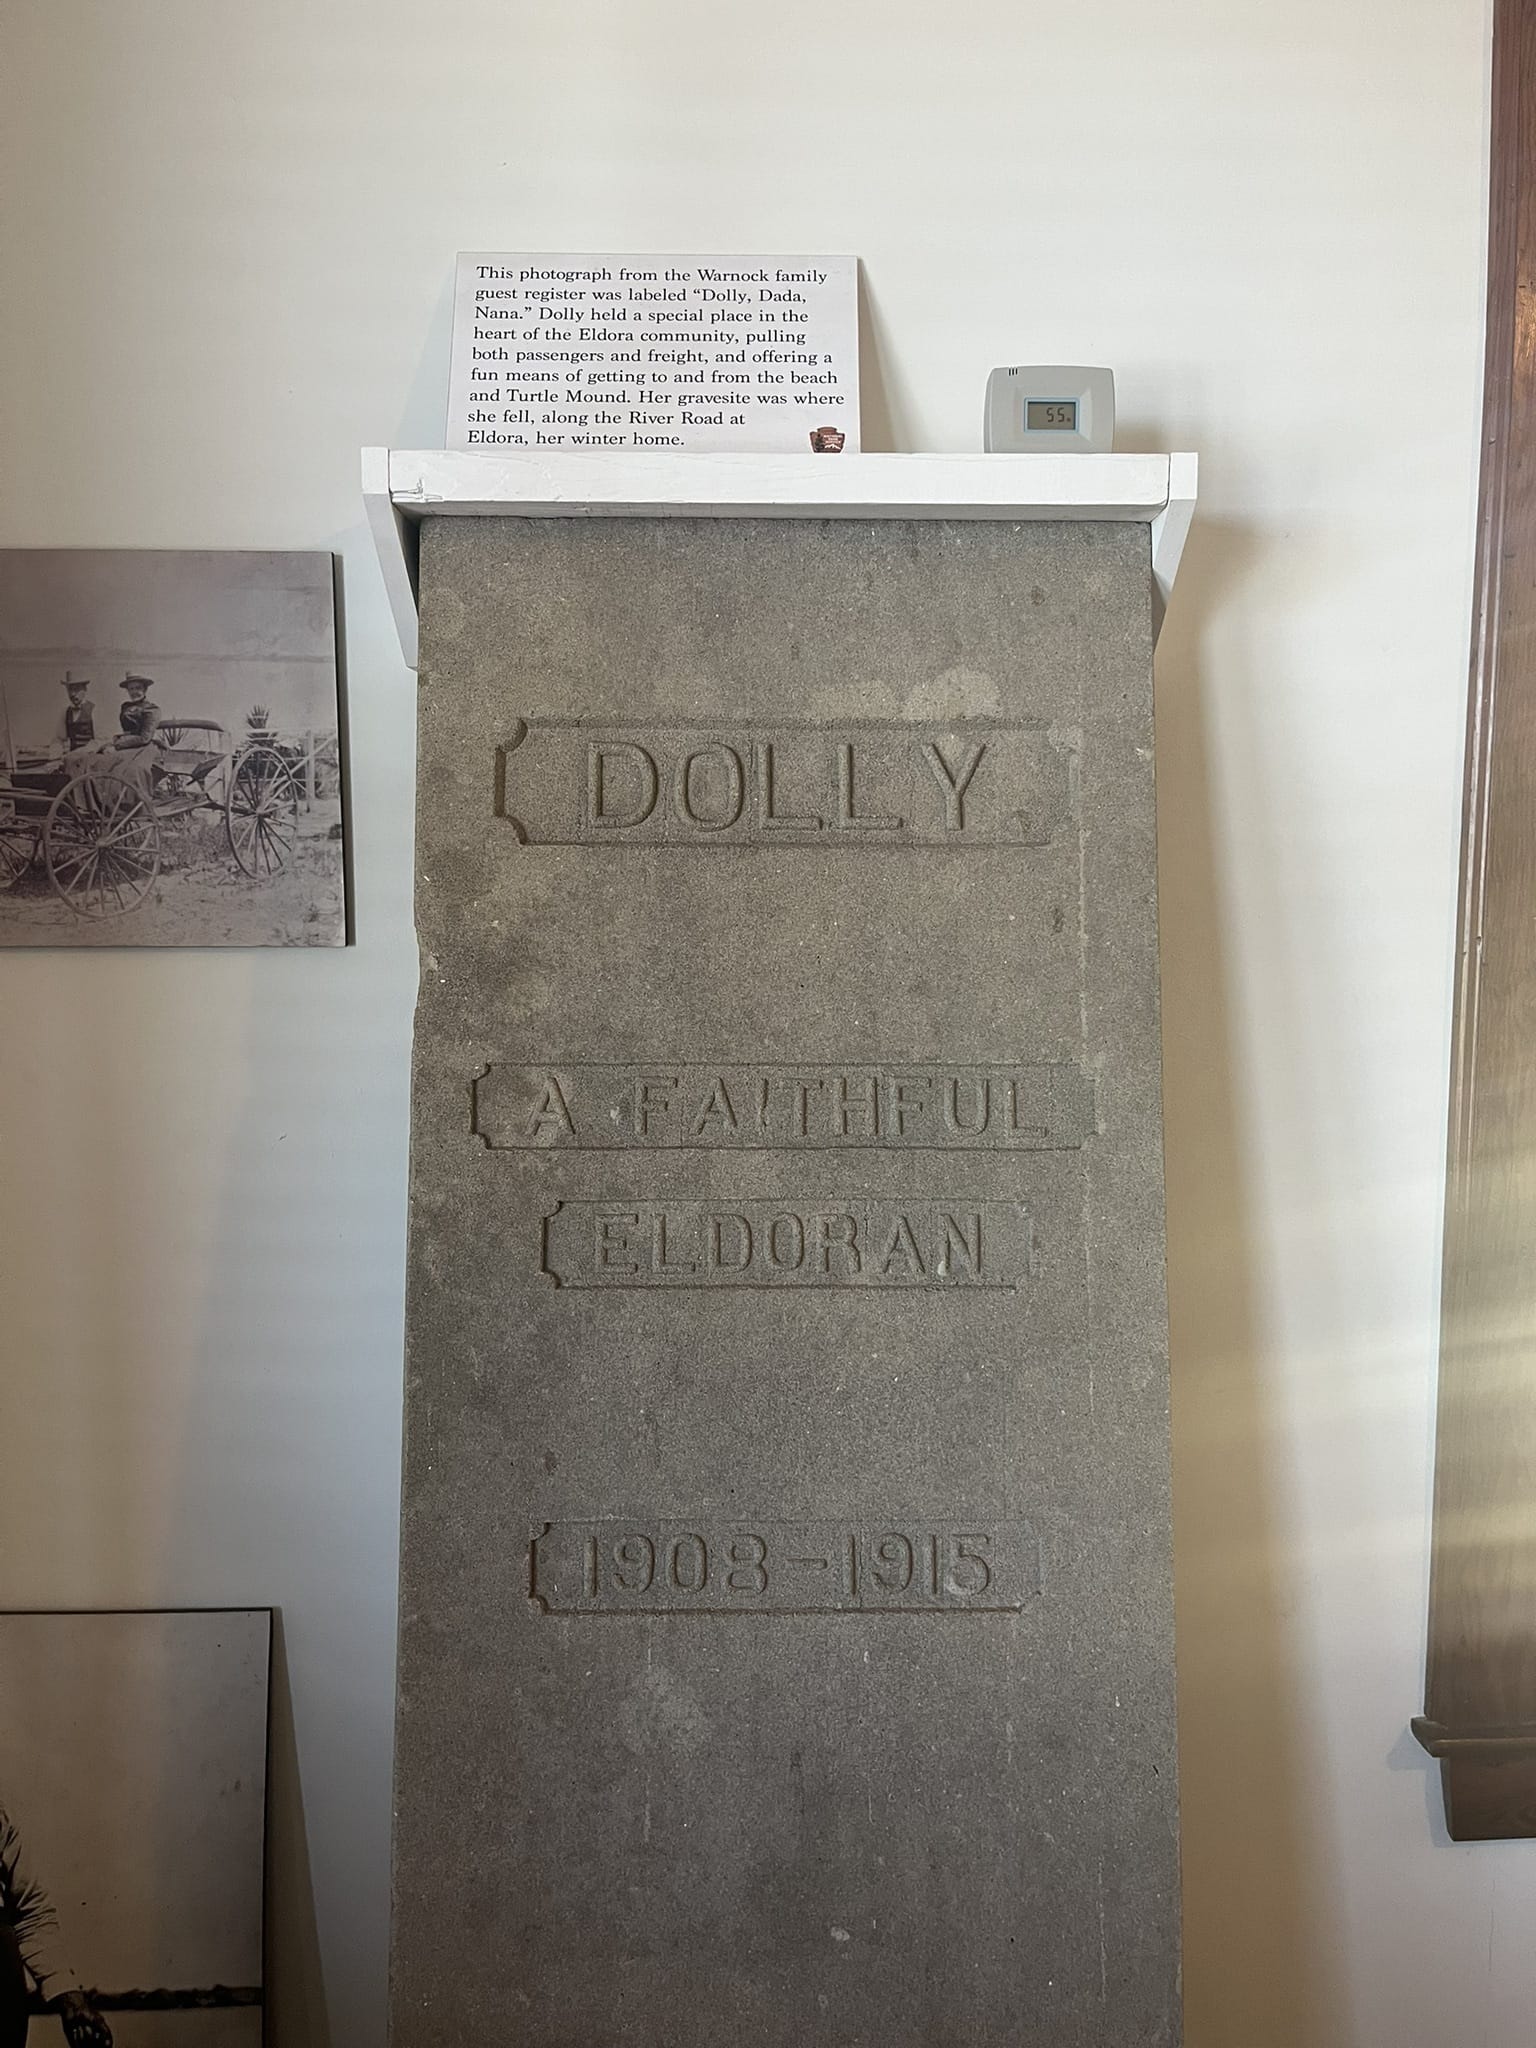 This photograph from the Warnock family
guest register was labeled “Dolly, Dada,
Nana.” Dolly held a special place in the
heart of the Eldora community, pulling
both passengers and freight, and offering a
fun means of getting to and from the beach
and Turtle Mound. Her gravesite was where
she fell, along the River Road at
Eldora, her winter home.
55
DOLLY
A FAITHFUL
ELDORAN
1908-1915